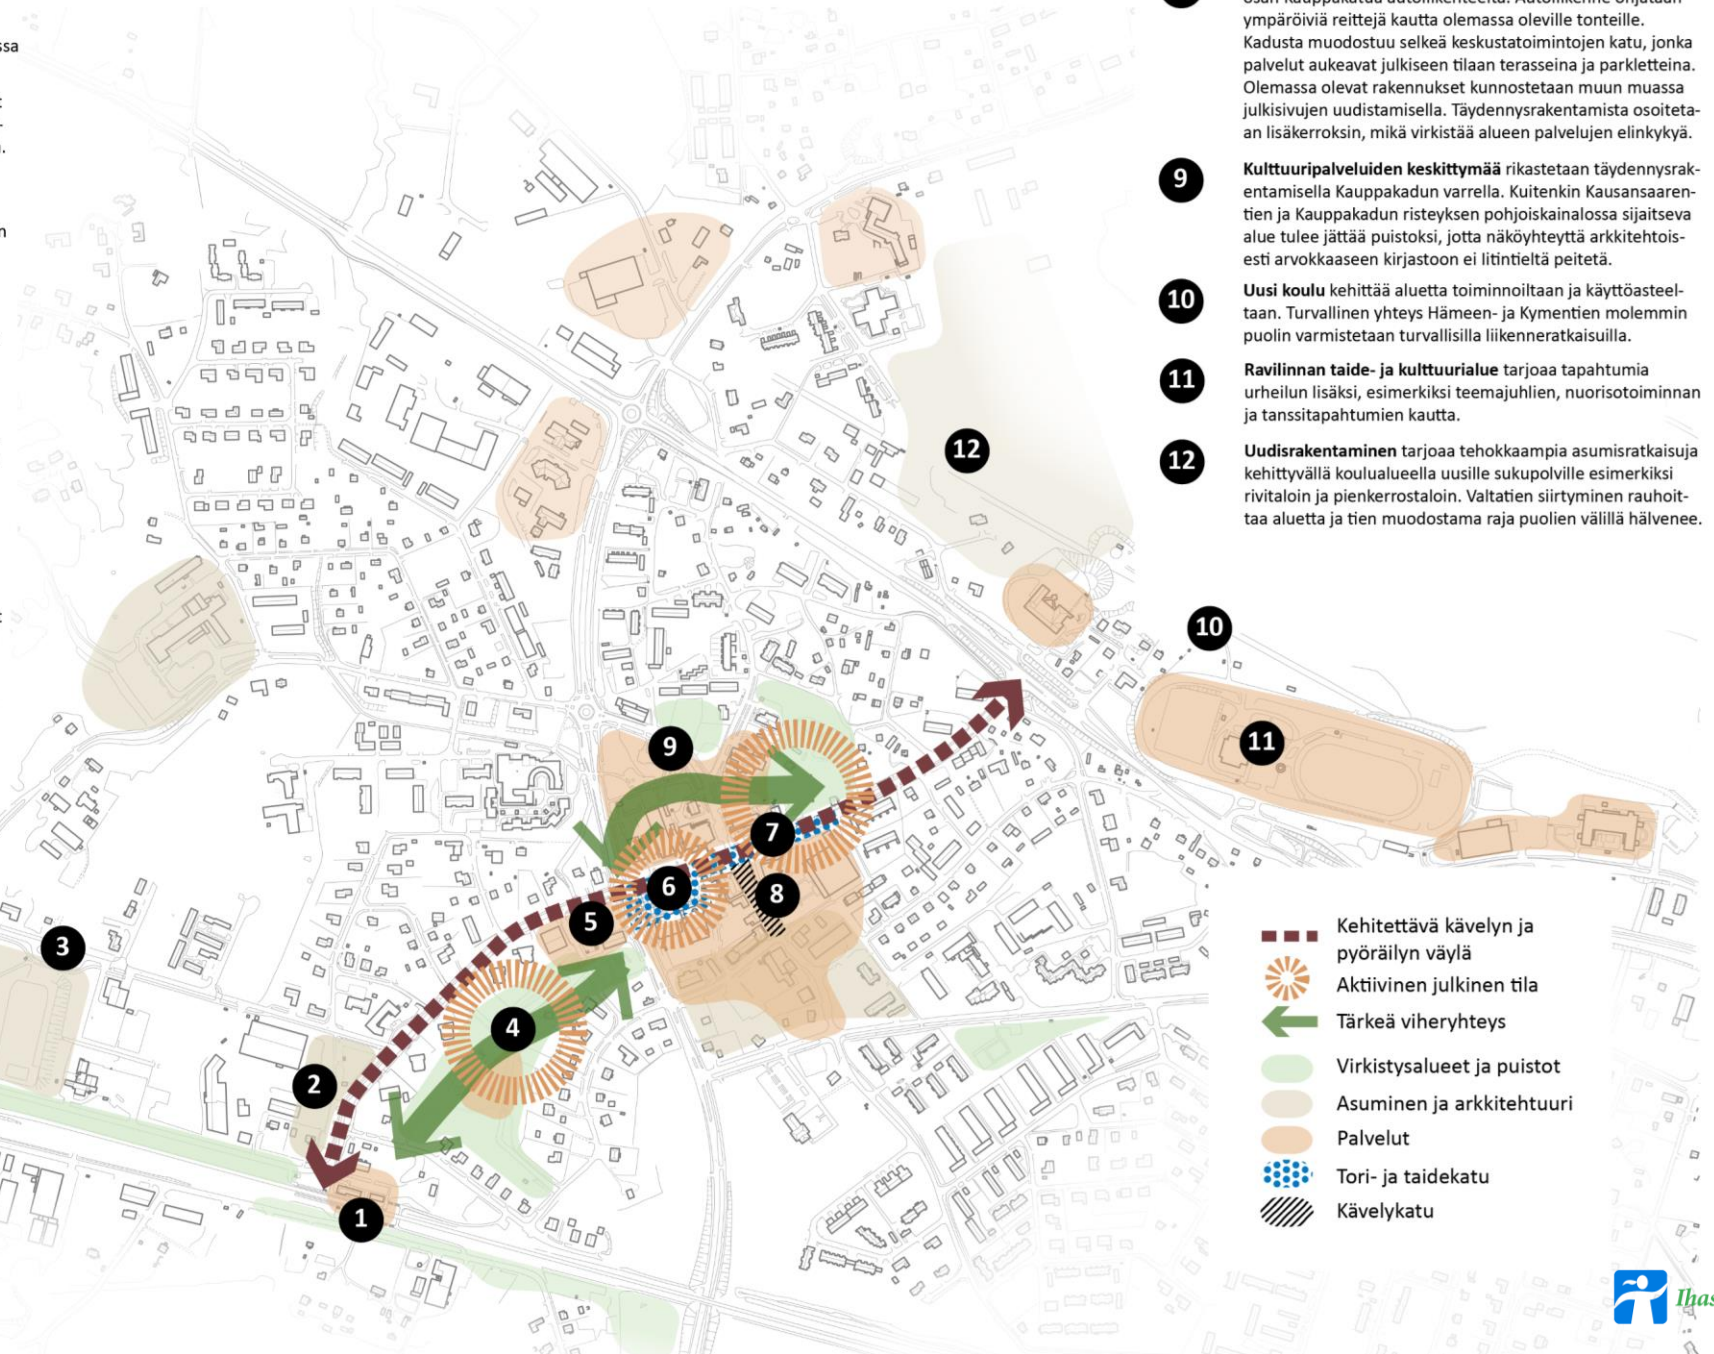 ssa
n
osan Kauppakatua autoliikenteeltä. Autoliikenne ohjataan
ympäröiviä reittejä kautta olemassa oleville tonteille.
Kadusta muodostuu selkeä keskustatoimintojen katu, jonka
palvelut aukeavat julkiseen tilaan terasseina ja parkletteina.
Olemassa olevat rakennukset kunnostetaan muun muassa
julkisivujen uudistamisella. Täydennysrakentamista osoiteta-
an lisäkerroksin, mikä virkistää alueen palvelujen elinkykyä.
9
Kulttuuripalveluiden keskittymää rikastetaan täydennysrak-
entamisella Kauppakadun varrella. Kuitenkin Kausansaaren-
tien ja Kauppakadun risteyksen pohjoiskainalossa sijaitseva
alue tulee jättää puistoksi, jotta näköyhteyttä arkkitehtois-
esti arvokkaaseen kirjastoon ei Iitintieltä peitetä.
10
Uusi koulu kehittää aluetta toiminnoiltaan ja käyttöasteel-
taan. Turvallinen yhteys Hämeen- ja Kymentien molemmin
puolin varmistetaan turvallisilla liikenneratkaisuilla.
11
Ravilinnan taide- ja kulttuurialue tarjoaa tapahtumia
urheilun lisäksi, esimerkiksi teemajuhlien, nuorisotoiminnan
ja tanssitapahtumien kautta.
12
Uudisrakentaminen tarjoaa tehokkaampia asumisratkaisuja
kehittyvällä koulualueella uusille sukupolville esimerkiksi
rivitaloin ja pienkerrostaloin. Valtatien siirtyminen rauhoit-
taa aluetta ja tien muodostama raja puolien välillä hälvenee.
12
10
11
9
7
6
8
5
3
4
2
1
Kehitettävä kävelyn ja
pyöräilyn väylä
Aktiivinen julkinen tila
Tärkeä viheryhteys
Virkistysalueet ja puistot
Asuminen ja arkkitehtuuri
Palvelut
Tori- ja taidekatu
Kävelykatu
Ihas